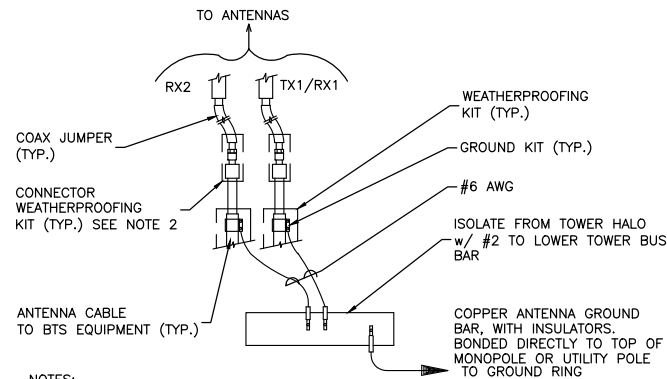 TO ANTENNAS
RX2
TX1/RX1
COAX JUMPER
(TYP.)
CONNECTOR
WEATHERPROOFING
KIT (TYP.) SEE NOTE 2
ANTENNA CABLE
TO BTS EQUIPMENT (TYP.)
WEATHERPROOFING
KIT (TYP.)
GROUND KIT (TYP.)
#6 AWG
ISOLATE FROM TOWER HALO
w/ #2 TO LOWER TOWER BUS
BAR
COPPER ANTENNA GROUND
BAR, WITH INSULATORS.
BONDED DIRECTLY TO TOP OF
MONOPOLE OR UTILITY POLE
TO GROUND RING
NOTES: